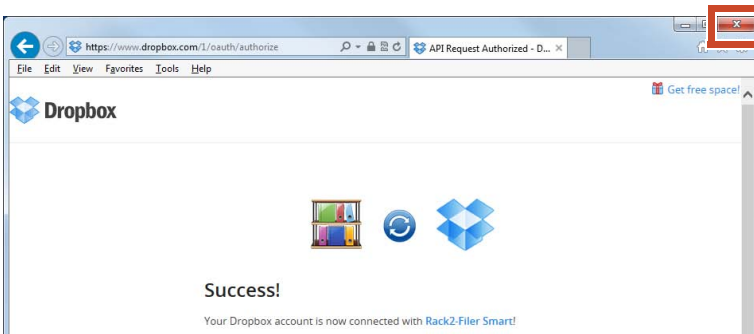 https://www.dropbox.com/1/oauth/authorize
API Request Authorized - D...
File Edit View Favorites Tools Help
Get free space!
Dropbox
Success!
Your Dropbox account is now connected with Rack2-Filer Smart!